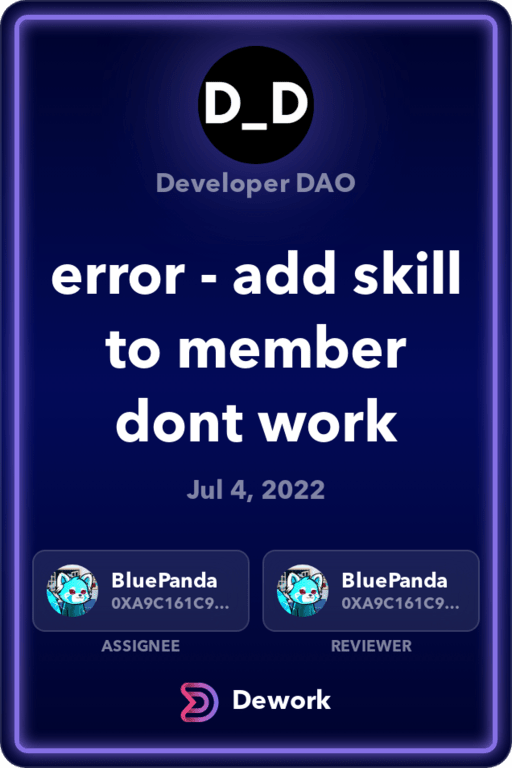 D_D
Developer DAO
error - add skill
to member
dont work
Jul 4, 2022
BluePanda
0XA9C161C9...
ASSIGNEE
BluePanda
0XA9C161C9...
REVIEWER
Dework